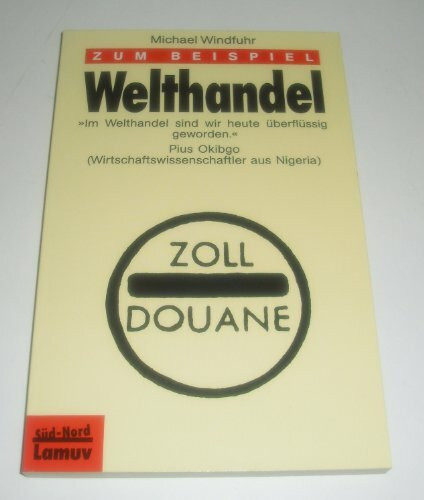 Michael Windfuhr
ZUM BEISPIEL
Welthandel
»Im Welthandel sind wir heute überflüssig
geworden.«
Pius Okibgo
(Wirtschaftswissenschaftler aus Nigeria)
ZOLL
DOUANE
Süd-Nord
Lamuv